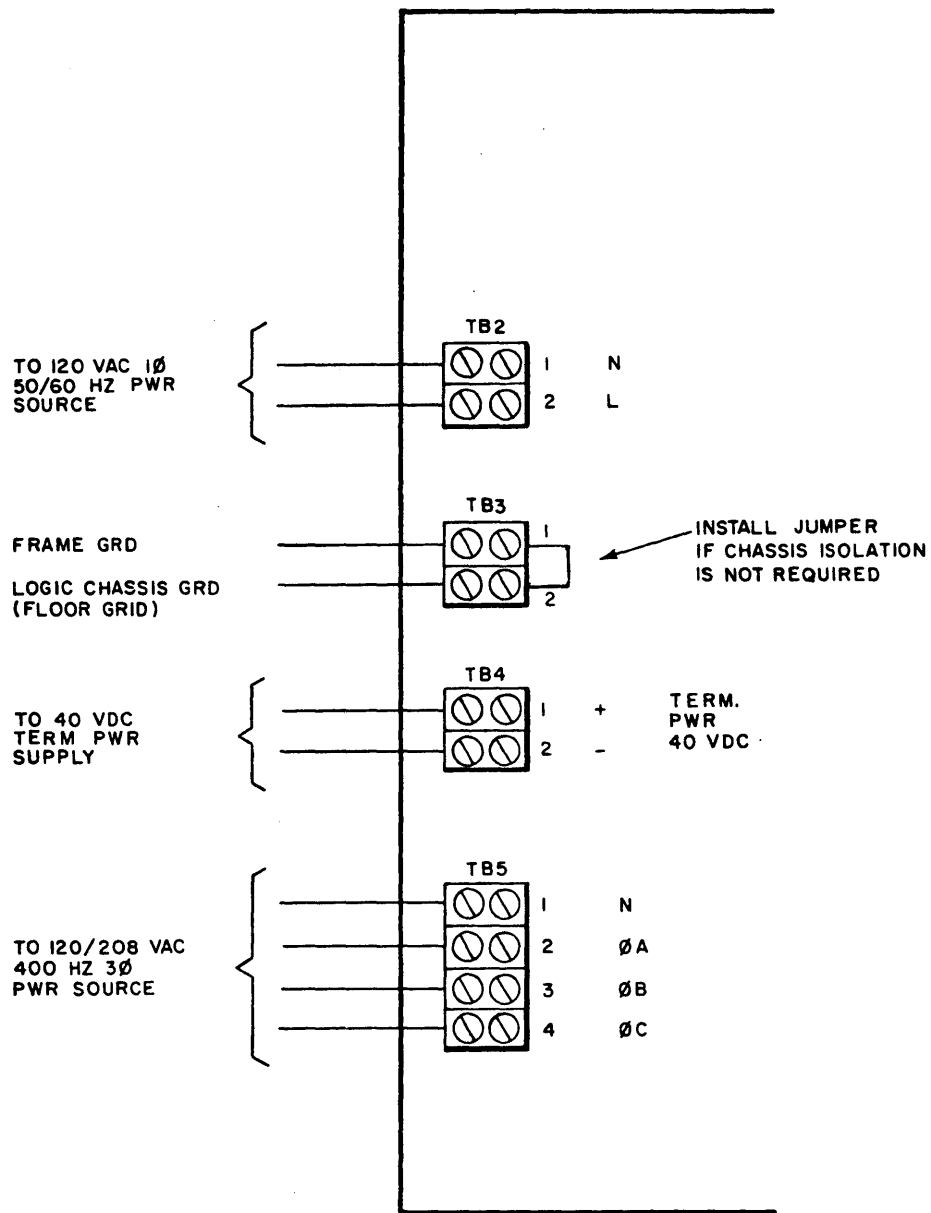 TB2
TO 120 VAC 1Ø
50/60 HZ PWR
SOURCE
1 N
2 L
TB3
FRAME GRD
LOGIC CHASSIS GRD
(FLOOR GRID)
1
2
INSTALL JUMPER
IF CHASSIS ISOLATION
IS NOT REQUIRED
TB4
TO 40 VDC
TERM PWR
SUPPLY
1 +
2 -
TERM.
PWR
40 VDC
TB5
TO 120/208 VAC
400 HZ 3Ø
PWR SOURCE
1 N
2 ØA
3 ØB
4 ØC